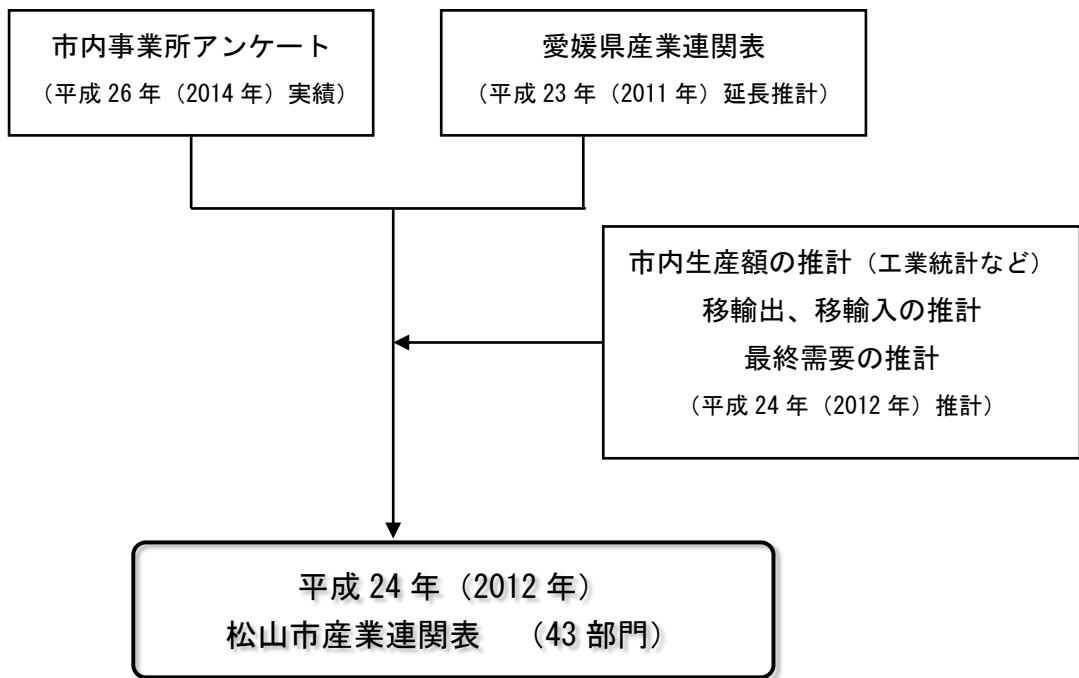 市内事業所アンケート
（平成 26 年（2014 年）実績）
愛媛県産業連関表
（平成 23 年（2011 年）延長推計）
市内生産額の推計（工業統計など）
移輸出、移輸入の推計
最終需要の推計
（平成 24 年（2012 年）推計）
平成 24 年（2012 年）
松山市産業連関表　（43 部門）